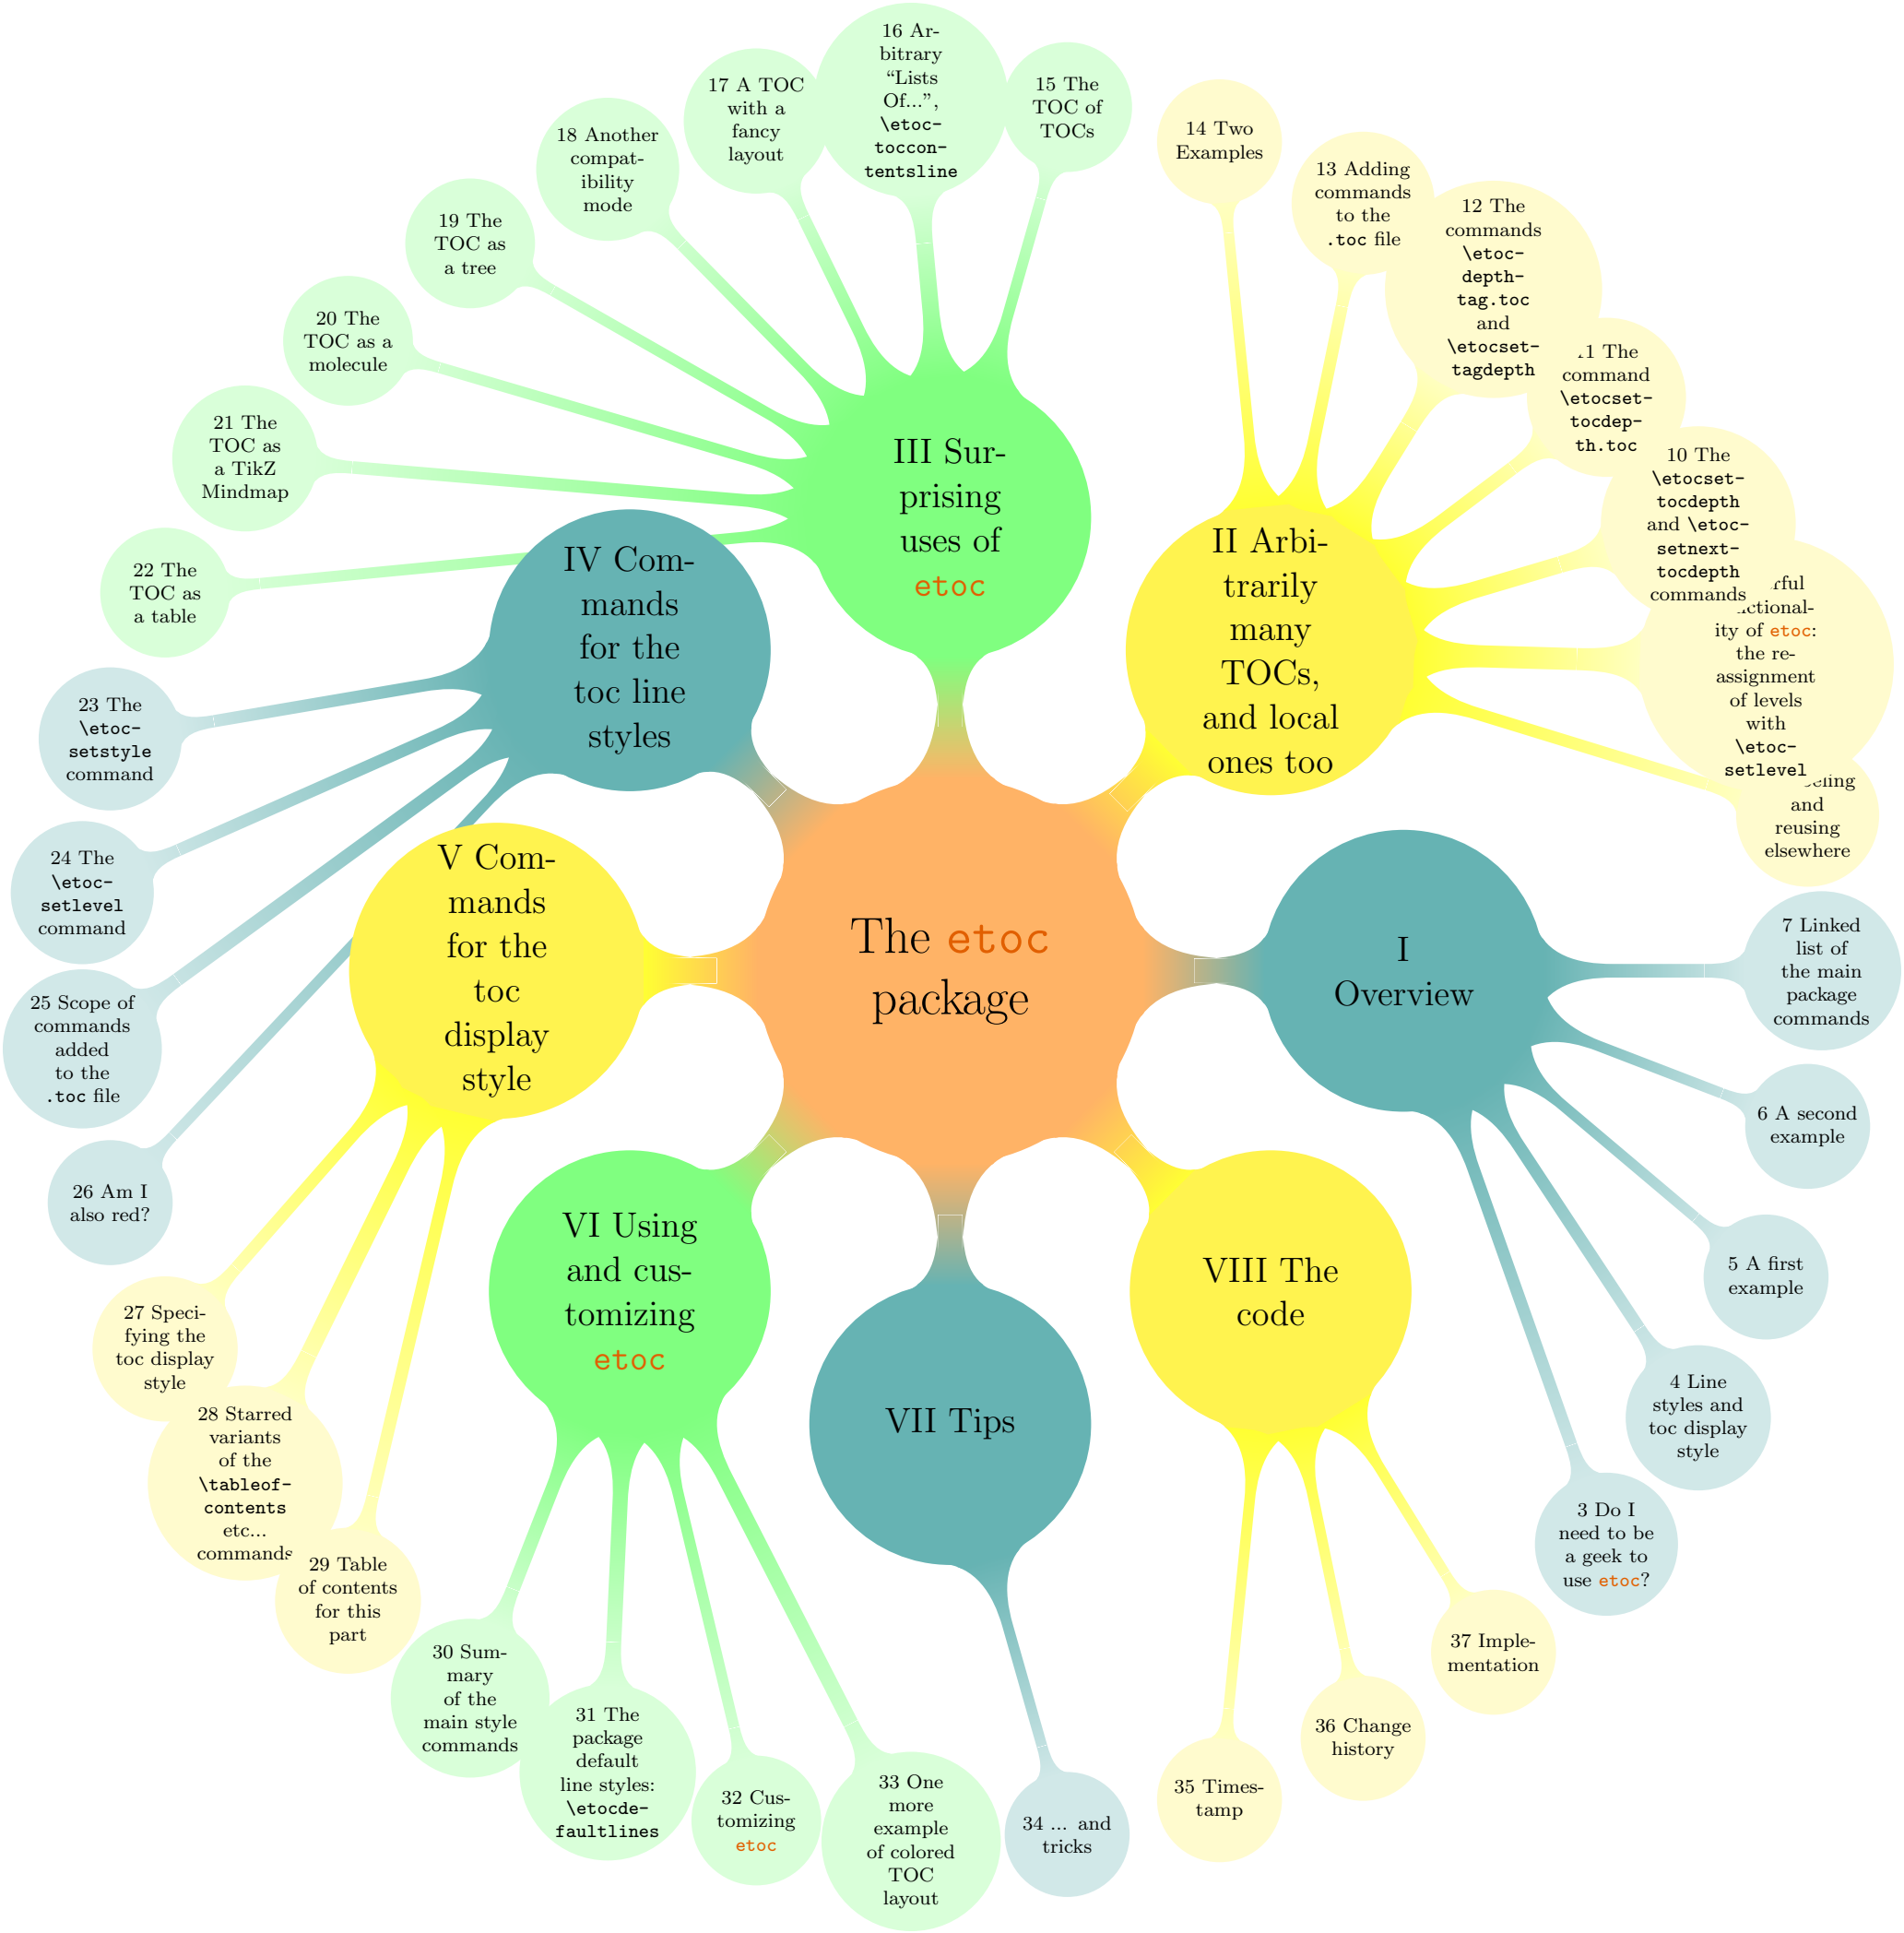 The etoc
package
I
Overview
3 Do I
need to be
a geek to
use etoc?
4 Line
styles and
toc display
style
5 A first
example
6 A second
example
7 Linked
list of
the main
package
commands
II Arbi-
trarily
many
TOCs,
and local
ones too
and
reusing
elsewhere
ity of etoc:
the re-
assignment
of levels
with
\etoc-
setlevel
10 The
\etocset-
tocdepth
and \etoc-
setnext-
tocdepth
commands
The
command
\etocset-
tocdep-
th.toc
12 The
commands
\etoc-
depth-
tag.toc
and
\etocset-
tagdepth
13 Adding
commands
to the
.toc file
14 Two
Examples
III Sur-
prising
uses of
etoc
15 The
TOC of
TOCs
16 Ar-
bitrary
“Lists
Of...”,
\etoc-
toccon-
tentsline
17 A TOC
with a
fancy
layout
18 Another
compat-
ibility
mode
19 The
TOC as
a tree
20 The
TOC as a
molecule
21 The
TOC as
a TikZ
Mindmap
22 The
TOC as
a table
IV Com-
mands
for the
toc line
styles
23 The
\etoc-
setstyle
command
24 The
\etoc-
setlevel
command
25 Scope of
commands
added
to the
.toc file
26 Am I
also red?
V Com-
mands
for the
toc
display
style
27 Speci-
fying the
toc display
style
28 Starred
variants
of the
\tableof-
contents
etc...
commands
29 Table
of contents
for this
part
VI Using
and cus-
tomizing
etoc
30 Sum-
mary
of the
main style
commands
31 The
package
default
line styles:
\etocde-
faultlines
32 Cus-
tomizing
etoc
33 One
more
example
of colored
TOC
layout
VII Tips
34 ... and
tricks
VIII The
code
35 Times-
tamp
36 Change
history
37 Imple-
mentation